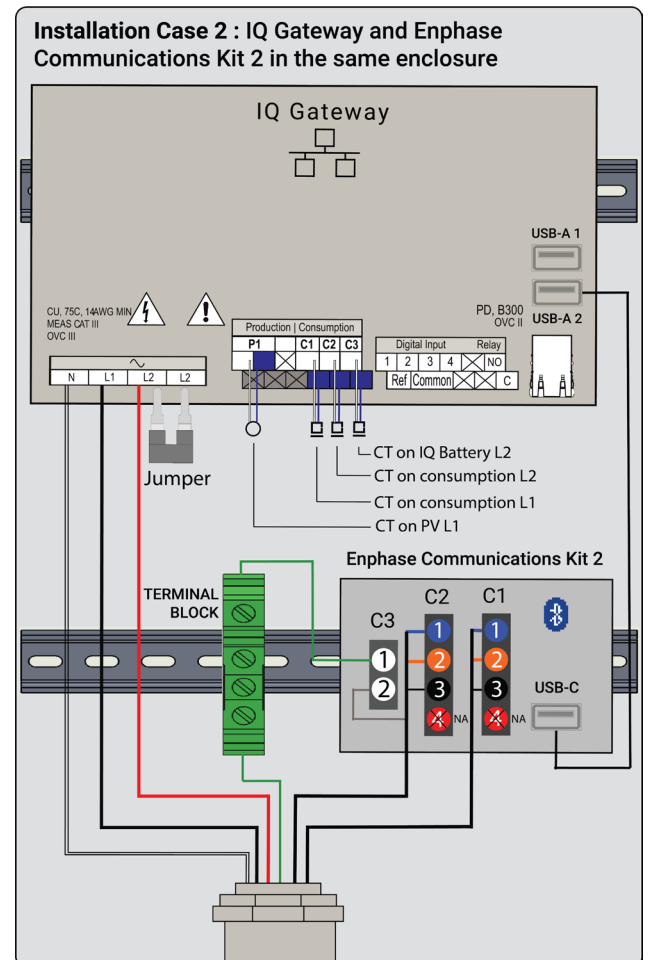 Installation Case 2 : IQ Gateway and Enphase
Communications Kit 2 in the same enclosure
IQ Gateway
USB-A 1
USB-A 2
PD, B300
OVC II
CU, 75C, 14AWG MIN
MEAS CAT III
OVC III
N L1 L2 L2
Production | Consumption
P1 C1 C2 C3
Digital Input Relay
1 2 3 4 NO
Ref Common C
Jumper
CT on IQ Battery L2
CT on consumption L2
CT on consumption L1
CT on PV L1
Enphase Communications Kit 2
TERMINAL
BLOCK
C3
1
2
C2
1
2
3
4 NA
C1
1
2
3
4 NA
USB-C